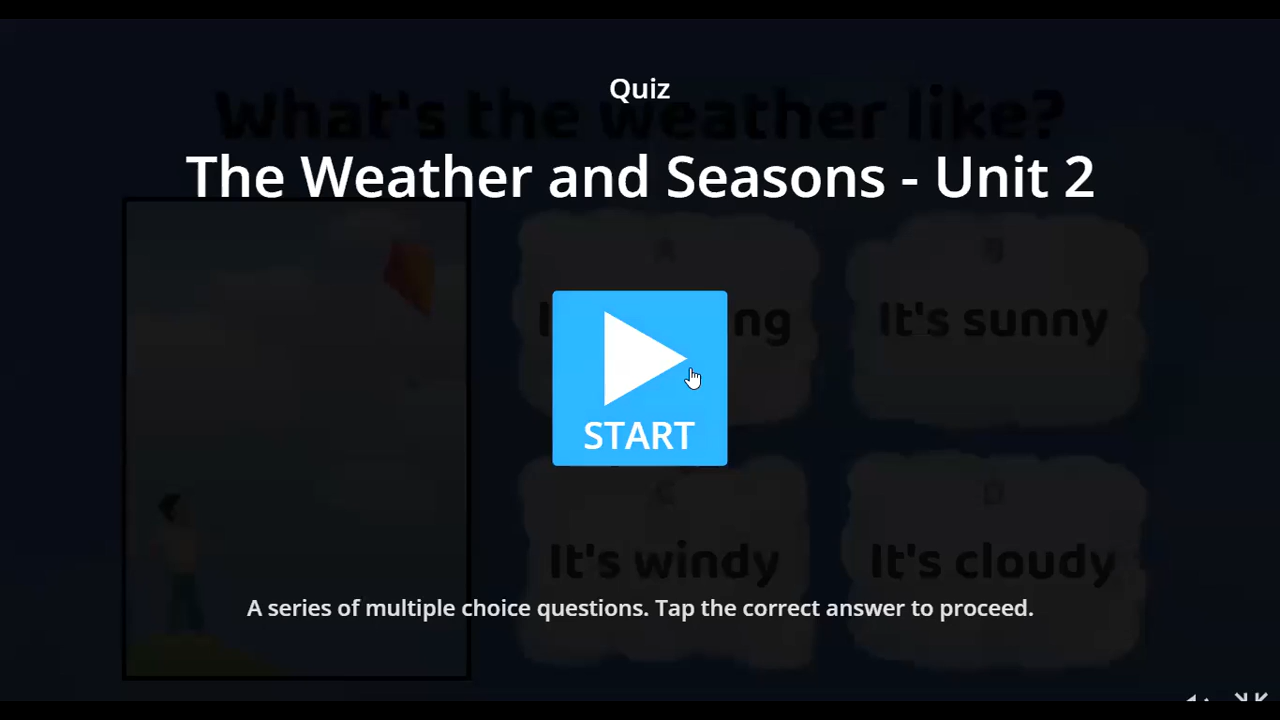 Quiz
What's the weather like?
The Weather and Seasons - Unit 2
A
B
ng
It's sunny
START
C
D
It's windy
It's cloudy
A series of multiple choice questions. Tap the correct answer to proceed.